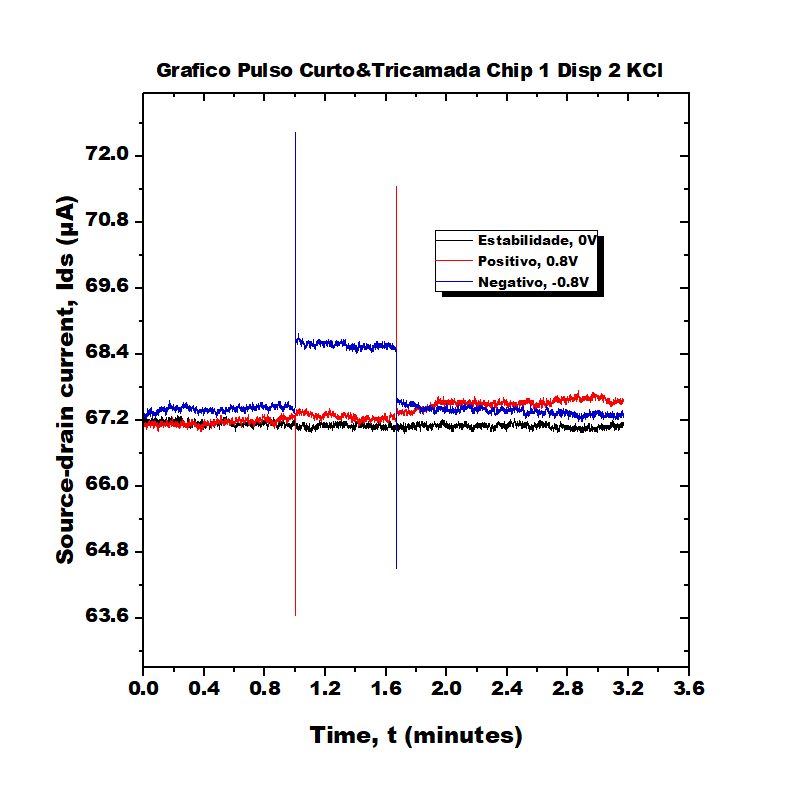 Grafico Pulso Curto&Tricamada Chip 1 Disp 2 KCl
Source-drain current, Ids (μA)
72.0
70.8
69.6
68.4
67.2
66.0
64.8
63.6
Estabilidade, 0V
Positivo, 0.8V
Negativo, -0.8V
0.0 0.4 0.8 1.2 1.6 2.0 2.4 2.8 3.2 3.6
Time, t (minutes)